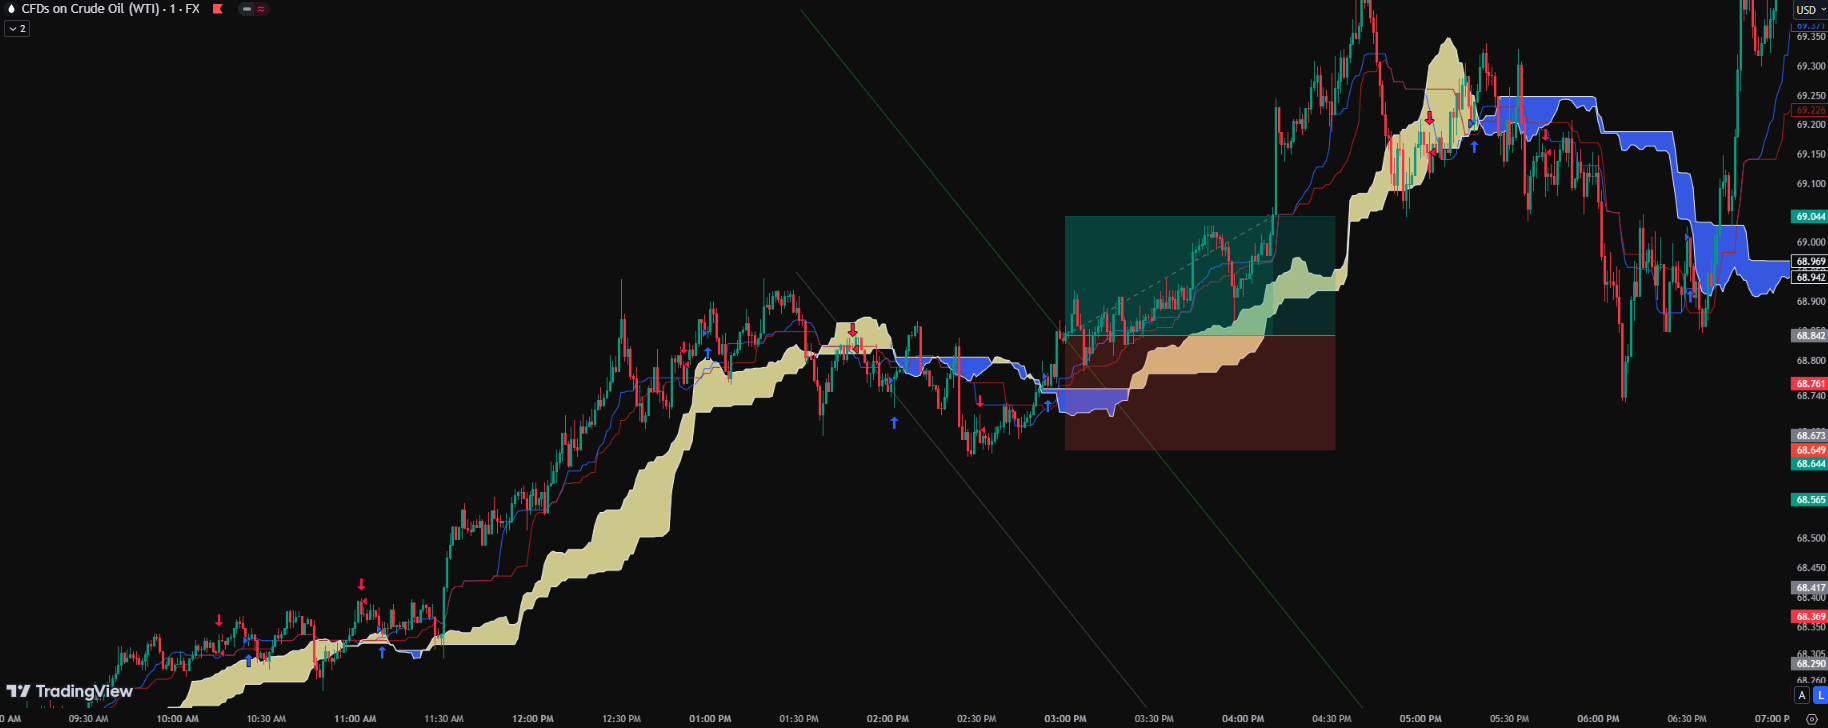 CFDs on Crude Oil (WTI) · 1 · FX
2
USD
69.371
69.350
69.300
69.250
69.226
69.200
69.150
69.100
69.044
69.000
68.969
68.942
68.900
68.842
68.800
68.761
68.740
68.673
68.649
68.644
68.565
68.500
68.450
68.417
68.400
68.369
68.350
68.305
68.290
68.260
TradingView
A
L
0 AM
09:30 AM
10:00 AM
10:30 AM
11:00 AM
11:30 AM
12:00 PM
12:30 PM
01:00 PM
01:30 PM
02:00 PM
02:30 PM
03:00 PM
03:30 PM
04:00 PM
04:30 PM
05:00 PM
05:30 PM
06:00 PM
06:30 PM
07:00 P